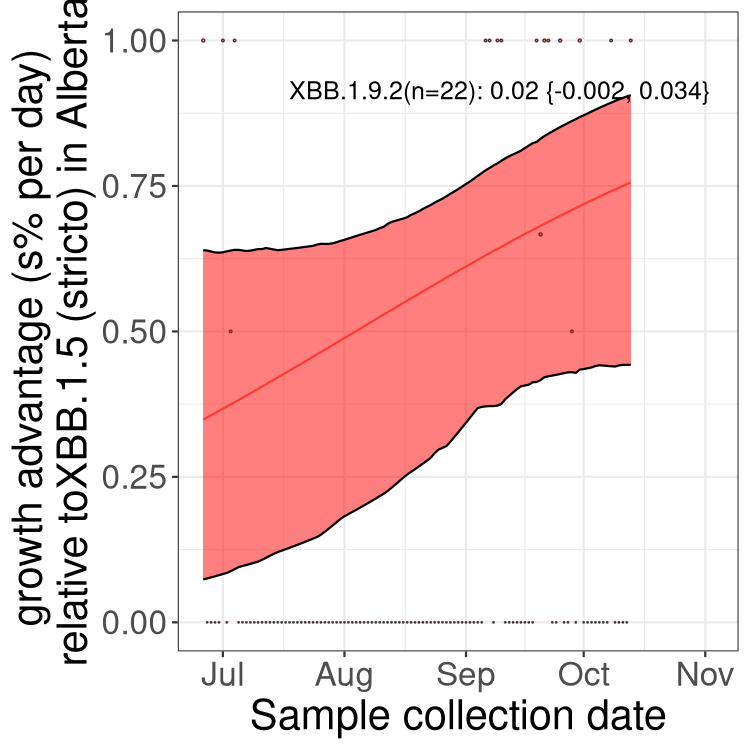 growth advantage (s% per day)
relative toXBB.1.5 (stricto) in Alberta
1.00
0.75
0.50
0.25
0.00
XBB.1.9.2(n=22): 0.02 {-0.002, 0.034}
Jul Aug Sep Oct Nov
Sample collection date